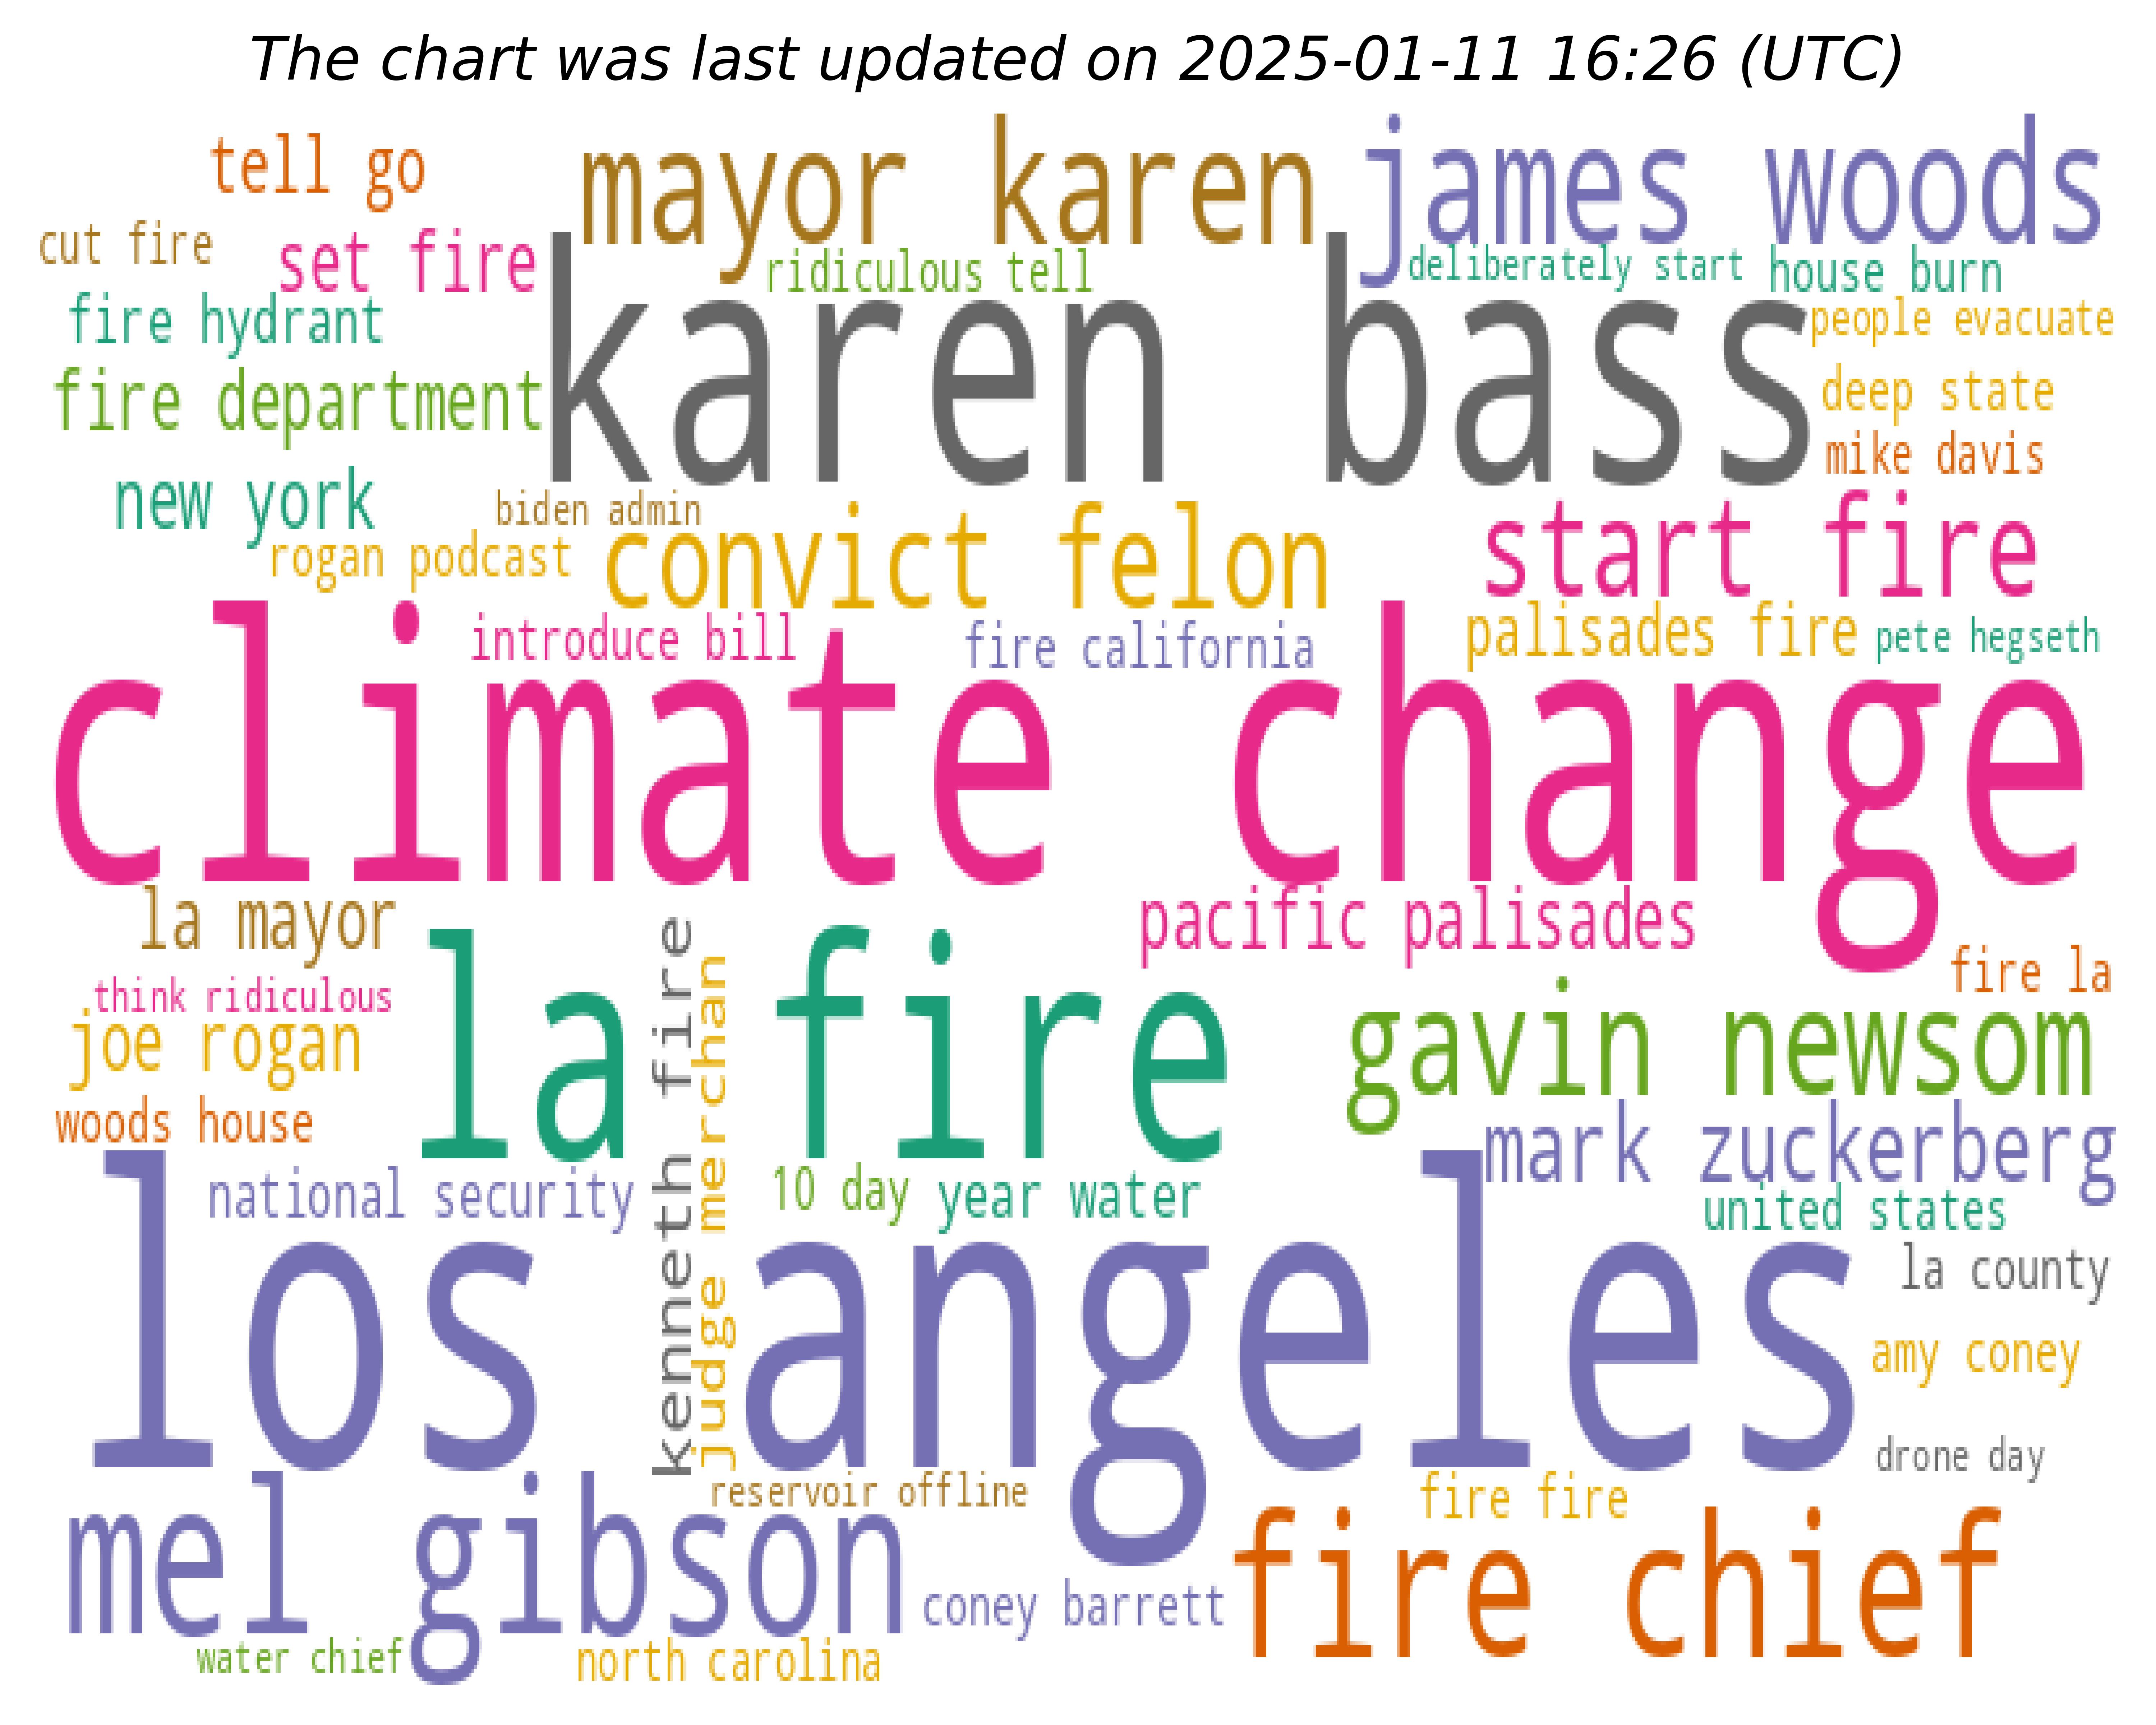 The chart was last updated on 2025-01-11 16:26 (UTC)
tell go
mayor karen
james woods
cut fire
set fire
ridiculous tell
deliberately start
house burn
fire hydrant
karen bass
people evacuate
fire department
deep state
mike davis
new york
biden admin
convict felon
start fire
rogan podcast
introduce bill
fire california
palisades fire
pete hegseth
climate change
la mayor
pacific palisades
think ridiculous
la fire
kenneth fire
judge merchan
fire la
joe rogan
gavin newsom
woods house
mark zuckerberg
national security
10 day
year water
united states
los angeles
la county
amy coney
drone day
reservoir offline
fire fire
mel gibson
fire chief
coney barrett
water chief
north carolina